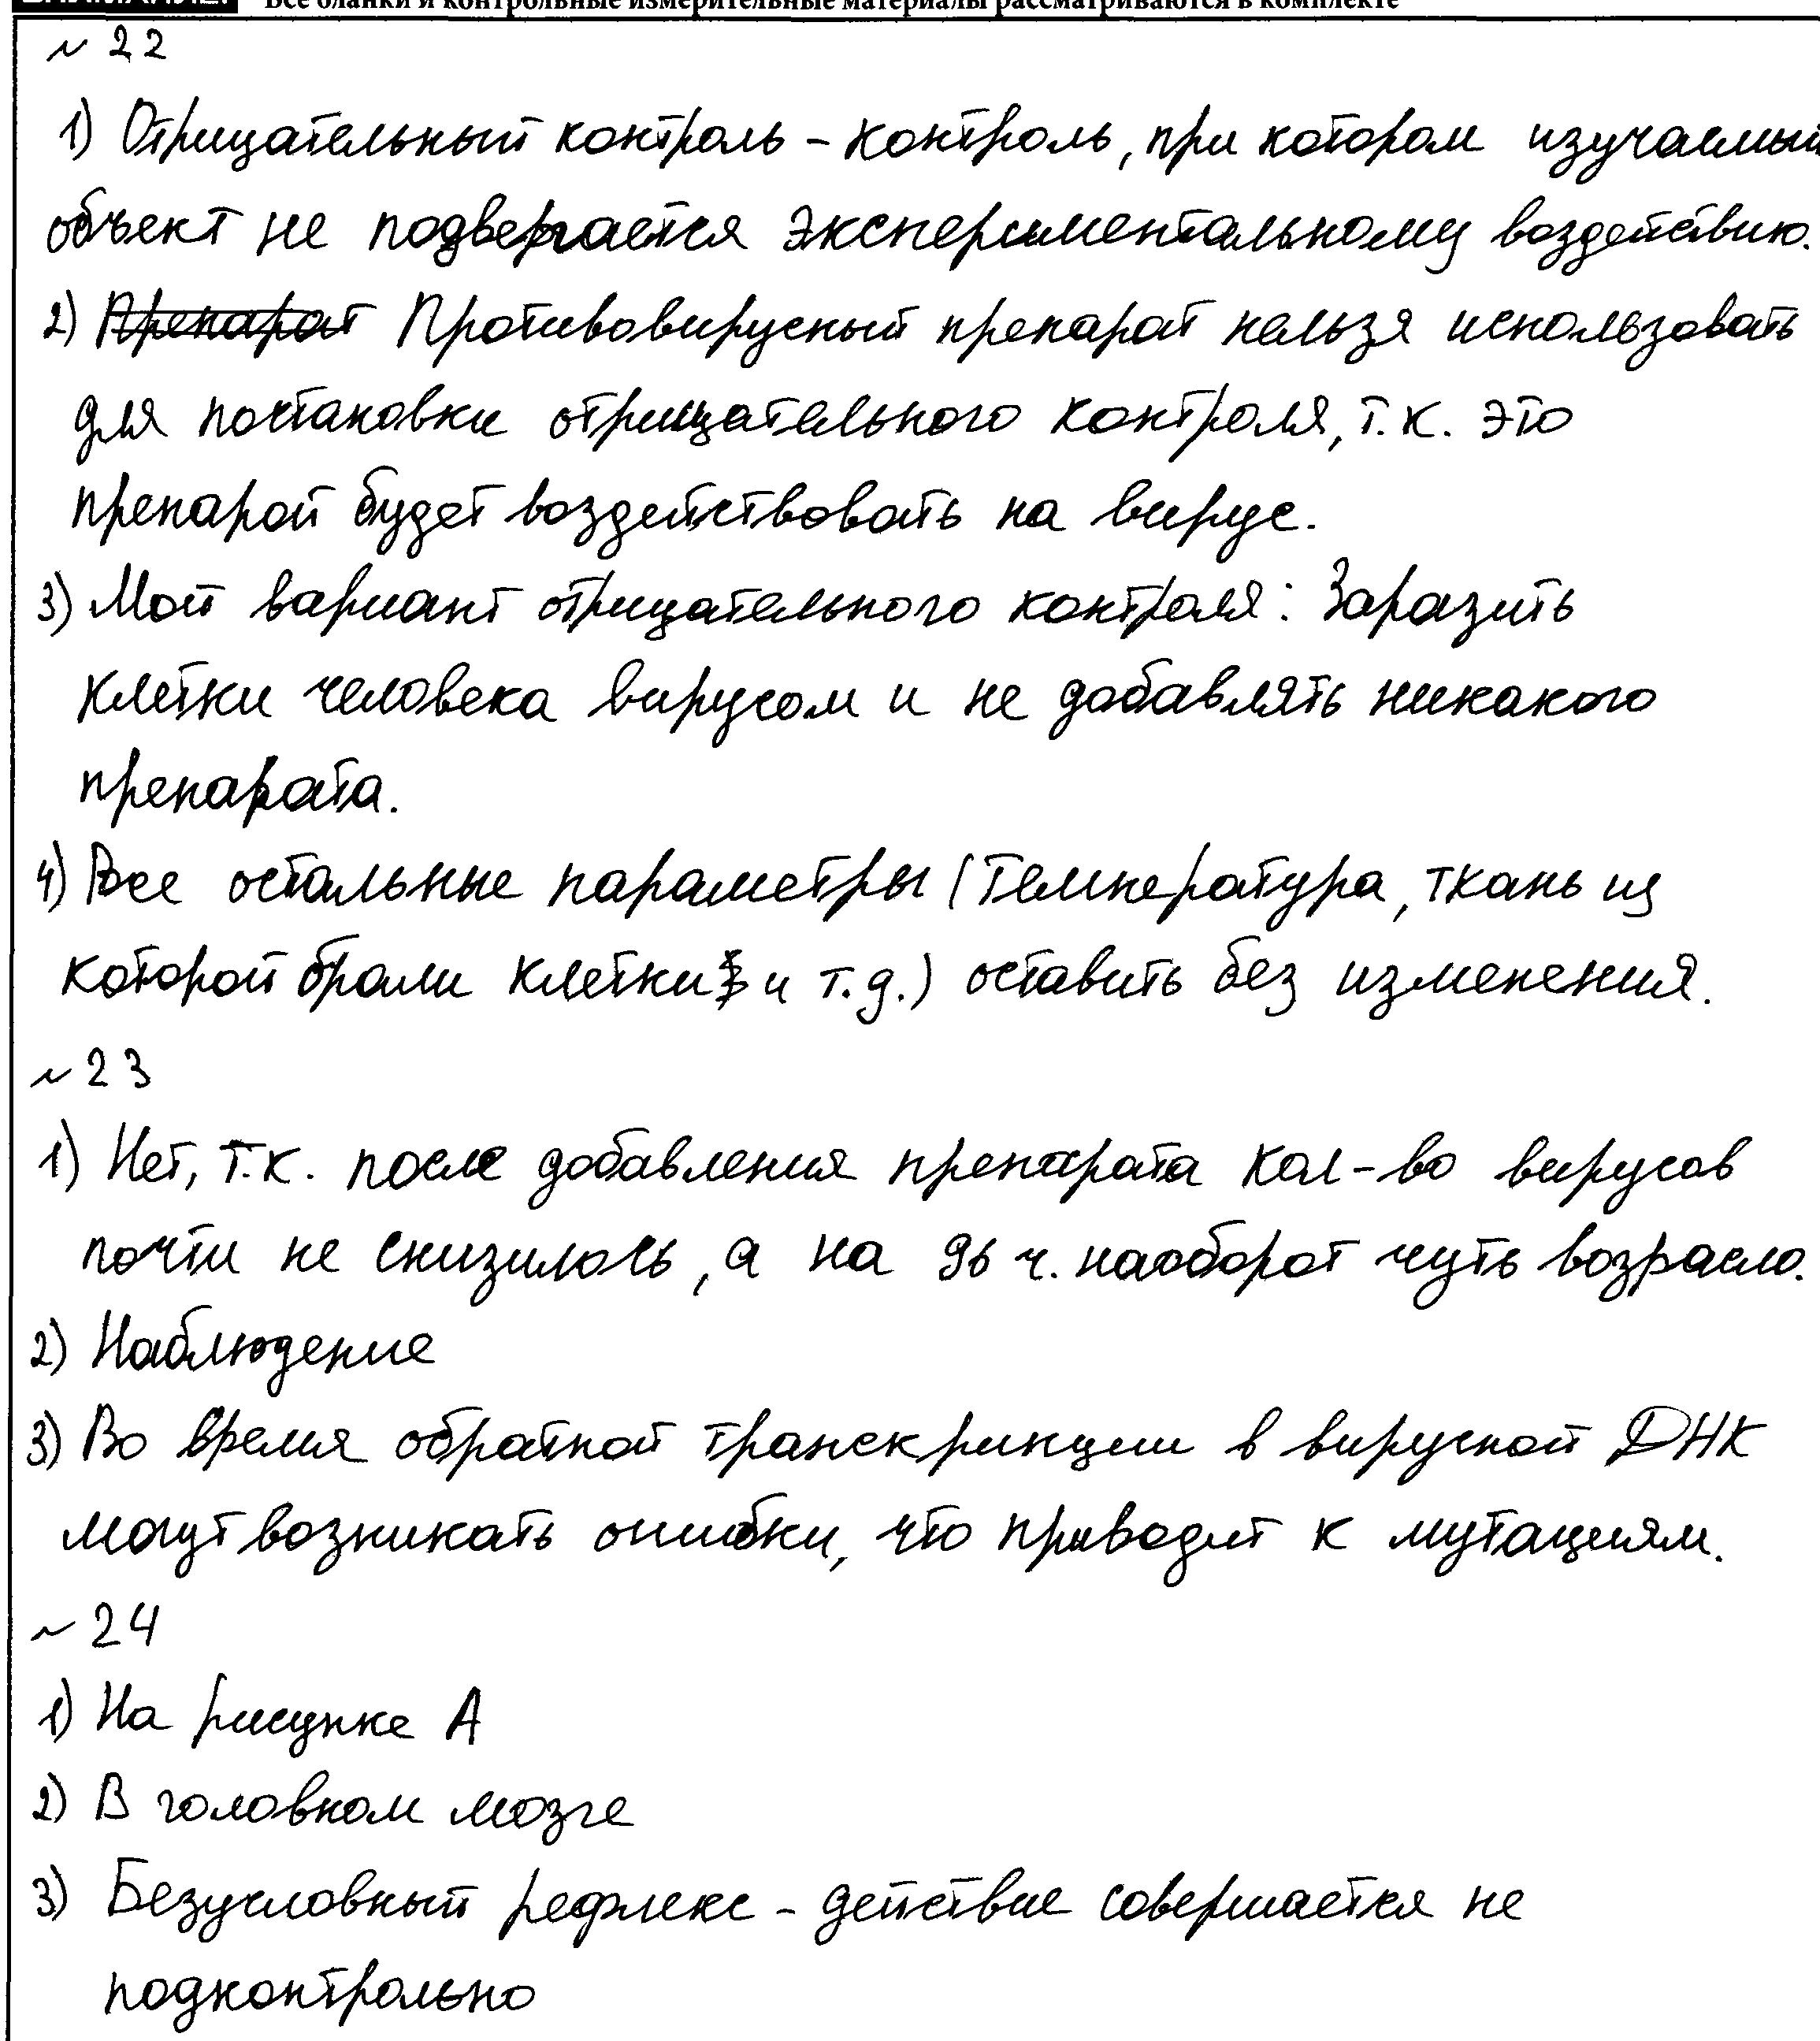 Все бланки и контрольные измерительные материалы рассматриваются в комплекте
№ 22
1) Отрицательный контроль – контроль, при котором изучаемый
объект не подвергается экспериментальному воздействию.
2) Препарат Противовирусный препарат нельзя использовать
для постановки отрицательного контроля, т.к. это
препарат будет воздействовать на вирус.
3) Мой вариант отрицательного контроля: Заразить
клетки человека вирусом и не добавлять никакого
препарата.
4) Все остальные параметры (температура, ткань из
которой брали клетки и т.д.) оставить без изменения.
№ 23
1) Нет, т.к. после добавления препарата кол-во вирусов
почти не снизилось, а на 96 ч. наоборот чуть возрасло.
2) Наблюдение
3) Во время обратной транскрипции в вирусной ДНК
могут возникать ошибки, что приводит к мутациям.
№ 24
1) На рисунке А
2) В головном мозге
3) Безусловный рефлекс – действие совершается не
подконтрольно